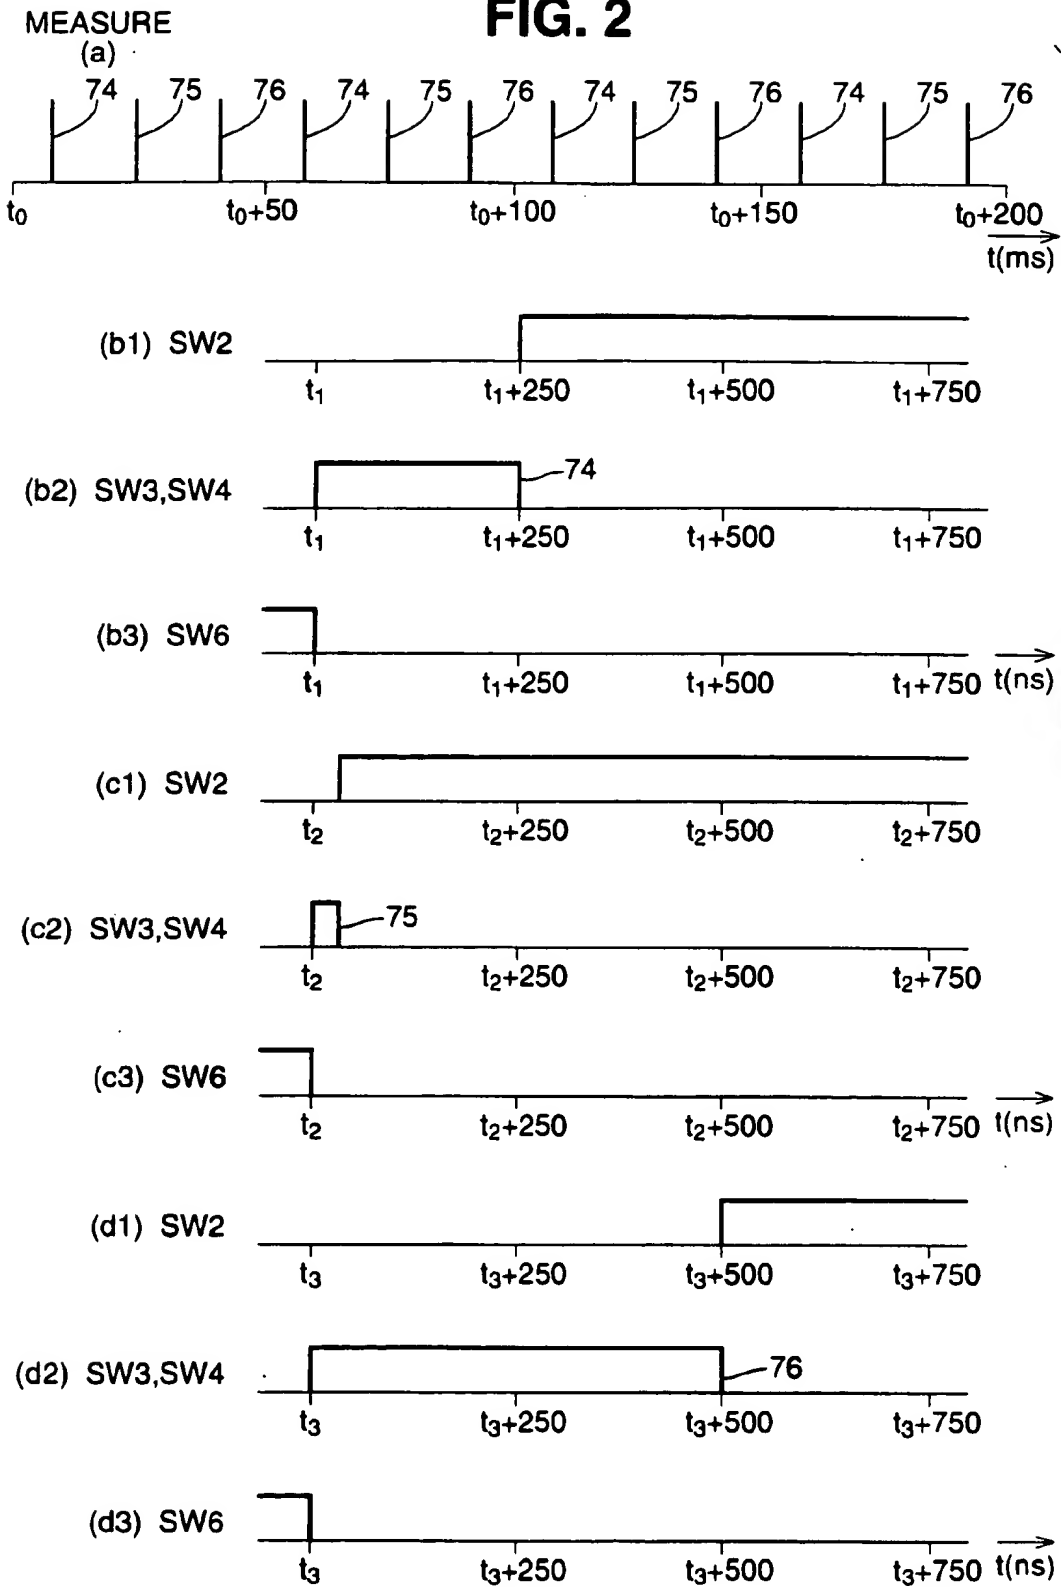 FIG. 2
MEASURE
(a)
74 75 76 74 75 76 74 75 76 74 75 76
t0 t0+50 t0+100 t0+150 t0+200
t(ms)
(b1) SW2
t1 t1+250 t1+500 t1+750
(b2) SW3,SW4
74
t1 t1+250 t1+500 t1+750
(b3) SW6
t1 t1+250 t1+500 t1+750 t(ns)
(c1) SW2
t2 t2+250 t2+500 t2+750
(c2) SW3,SW4
75
t2 t2+250 t2+500 t2+750
(c3) SW6
t2 t2+250 t2+500 t2+750 t(ns)
(d1) SW2
t3 t3+250 t3+500 t3+750
(d2) SW3,SW4
76
t3 t3+250 t3+500 t3+750
(d3) SW6
t3 t3+250 t3+500 t3+750 t(ns)